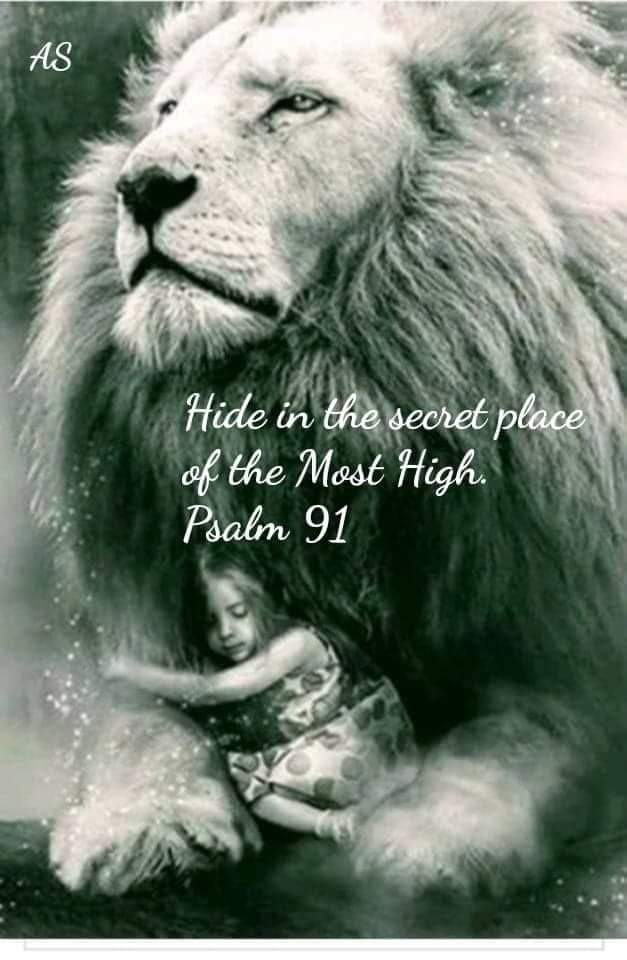 AS
Hide in the secret place
of the Most High.
Psalm 91